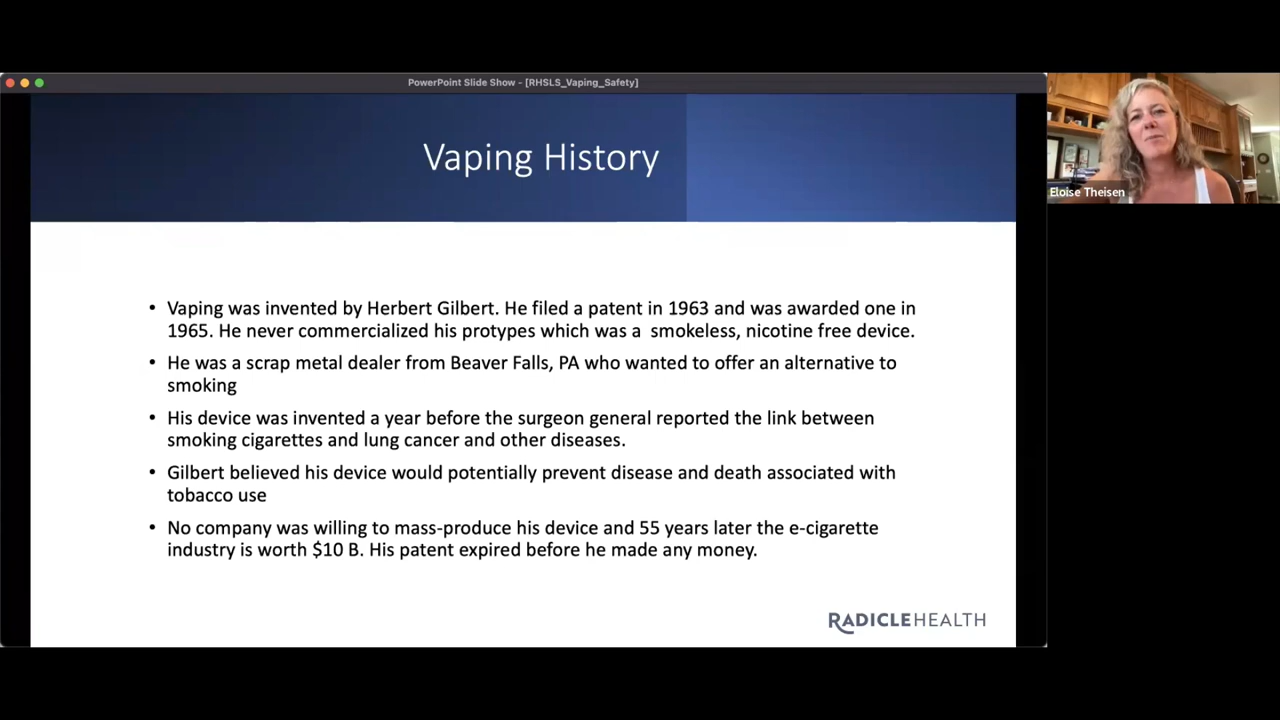 PowerPoint Slide Show - [RHSLS_Vaping_Safety]
Vaping History
Eloise Theisen
• Vaping was invented by Herbert Gilbert. He filed a patent in 1963 and was awarded one in
1965. He never commercialized his protypes which was a smokeless, nicotine free device.
• He was a scrap metal dealer from Beaver Falls, PA who wanted to offer an alternative to
smoking
• His device was invented a year before the surgeon general reported the link between
smoking cigarettes and lung cancer and other diseases.
• Gilbert believed his device would potentially prevent disease and death associated with
tobacco use
• No company was willing to mass-produce his device and 55 years later the e-cigarette
industry is worth $10 B. His patent expired before he made any money.
RADICLEHEALTH